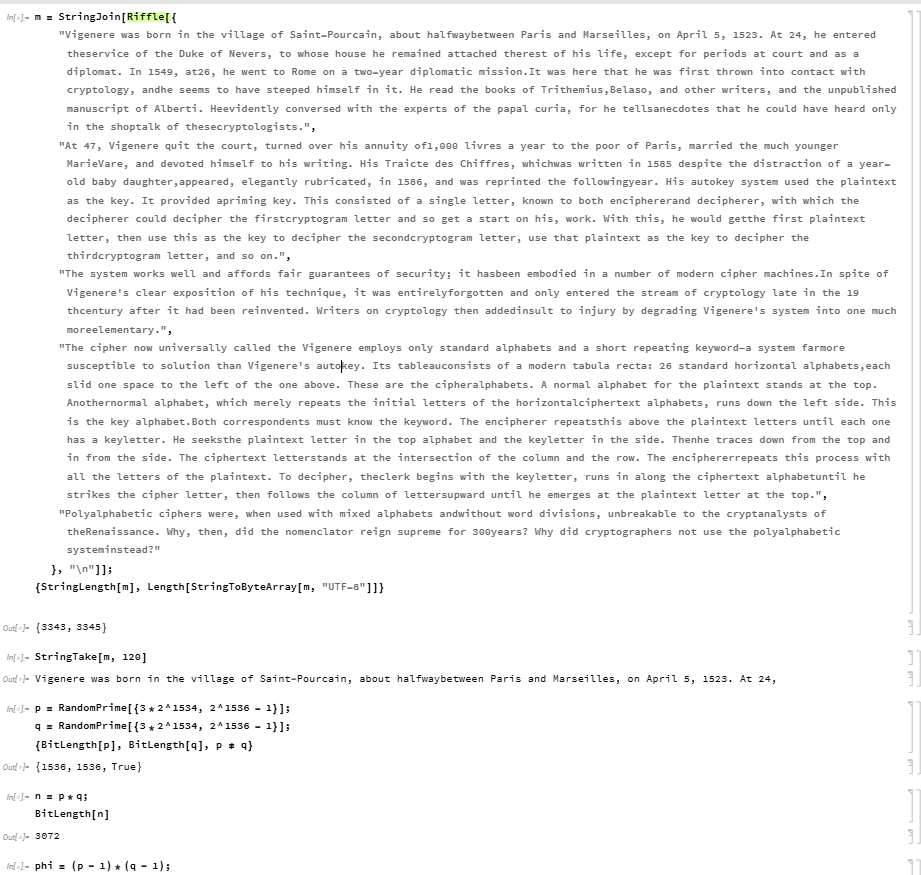 In[•]:= m = StringJoin[Riffle[{
"Vigenere was born in the village of Saint-Pourcain, about halfwaybetween Paris and Marseilles, on April 5, 1523. At 24, he entered
theservice of the Duke of Nevers, to whose house he remained attached therest of his life, except for periods at court and as a
diplomat. In 1549, at26, he went to Rome on a two-year diplomatic mission.It was here that he was first thrown into contact with
cryptology, andhe seems to have steeped himself in it. He read the books of Trithemius,Belaso, and other writers, and the unpublished
manuscript of Alberti. Heevidently conversed with the experts of the papal curia, for he tellsanecdotes that he could have heard only
in the shoptalk of thesecryptologists.",
"At 47, Vigenere quit the court, turned over his annuity of1,000 livres a year to the poor of Paris, married the much younger
MarieVare, and devoted himself to his writing. His Traicte des Chiffres, whichwas written in 1585 despite the distraction of a year-
old baby daughter,appeared, elegantly rubricated, in 1586, and was reprinted the followingyear. His autokey system used the plaintext
as the key. It provided apriming key. This consisted of a single letter, known to both enciphererand decipherer, with which the
decipherer could decipher the firstcryptogram letter and so get a start on his, work. With this, he would getthe first plaintext
letter, then use this as the key to decipher the secondcryptogram letter, use that plaintext as the key to decipher the
thirdcryptogram letter, and so on.",
"The system works well and affords fair guarantees of security; it hasbeen embodied in a number of modern cipher machines.In spite of
Vigenere's clear exposition of his technique, it was entirelyforgotten and only entered the stream of cryptology late in the 19
thcentury after it had been reinvented. Writers on cryptology then addedinsult to injury by degrading Vigenere's system into one much
moreelementary.",
"The cipher now universally called the Vigenere employs only standard alphabets and a short repeating keyword—a system farmore
susceptible to solution than Vigenere's autokey. Its tableauconsists of a modern tabula recta: 26 standard horizontal alphabets,each
slid one space to the left of the one above. These are the cipheralphabets. A normal alphabet for the plaintext stands at the top.
Anothernormal alphabet, which merely repeats the initial letters of the horizontalciphertext alphabets, runs down the left side. This
is the key alphabet.Both correspondents must know the keyword. The encipherer repeatsthis above the plaintext letters until each one
has a keyletter. He seeksthe plaintext letter in the top alphabet and the keyletter in the side. Thenhe traces down from the top and
in from the side. The ciphertext letterstands at the intersection of the column and the row. The enciphererrepeats this process with
all the letters of the plaintext. To decipher, theclerk begins with the keyletter, runs in along the ciphertext alphabetuntil he
strikes the cipher letter, then follows the column of lettersupward until he emerges at the plaintext letter at the top.",
"Polyalphabetic ciphers were, when used with mixed alphabets andwithout word divisions, unbreakable to the cryptanalysts of
theRenaissance. Why, then, did the nomenclator reign supreme for 300years? Why did cryptographers not use the polyalphabetic
systeminstead?"
}, "\n"]];
{StringLength[m], Length[StringToByteArray[m, "UTF-8"]]}
Out[•]= {3343, 3345}
In[•]:= StringTake[m, 120]
Out[•]= Vigenere was born in the village of Saint-Pourcain, about halfwaybetween Paris and Marseilles, on April 5, 1523. At 24,
In[•]:= p = RandomPrime[{3*2^1534, 2^1536 - 1}];
q = RandomPrime[{3*2^1534, 2^1536 - 1}];
{BitLength[p], BitLength[q], p ≠ q}
Out[•]= {1536, 1536, True}
In[•]:= n = p*q;
BitLength[n]
Out[•]= 3072
In[•]:= phi = (p - 1)*(q - 1);